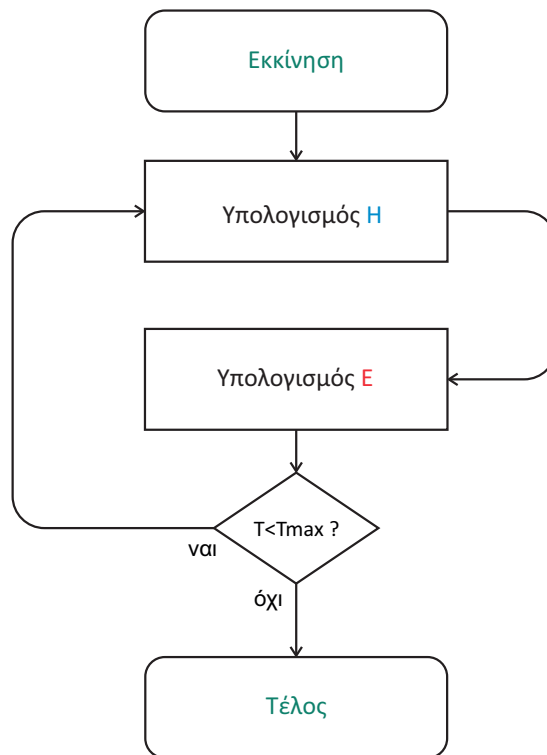 Εκκίνηση
Υπολογισμός H
Υπολογισμός E
T<Tmax ?
ναι
όχι
Τέλος